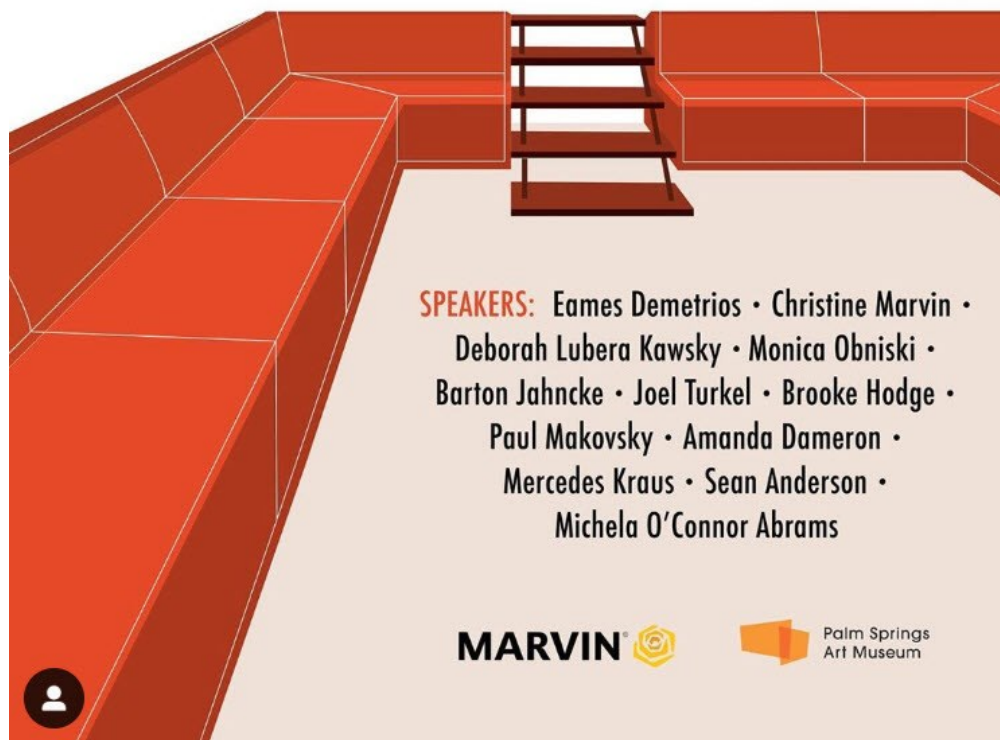 SPEAKERS: Eames Demetrios • Christine Marvin •
Deborah Lubera Kawsky • Monica Obniski •
Barton Jahncke • Joel Turkel • Brooke Hodge •
Paul Makovsky • Amanda Dameron •
Mercedes Kraus • Sean Anderson •
Michela O’Connor Abrams
MARVIN®
Palm Springs
Art Museum